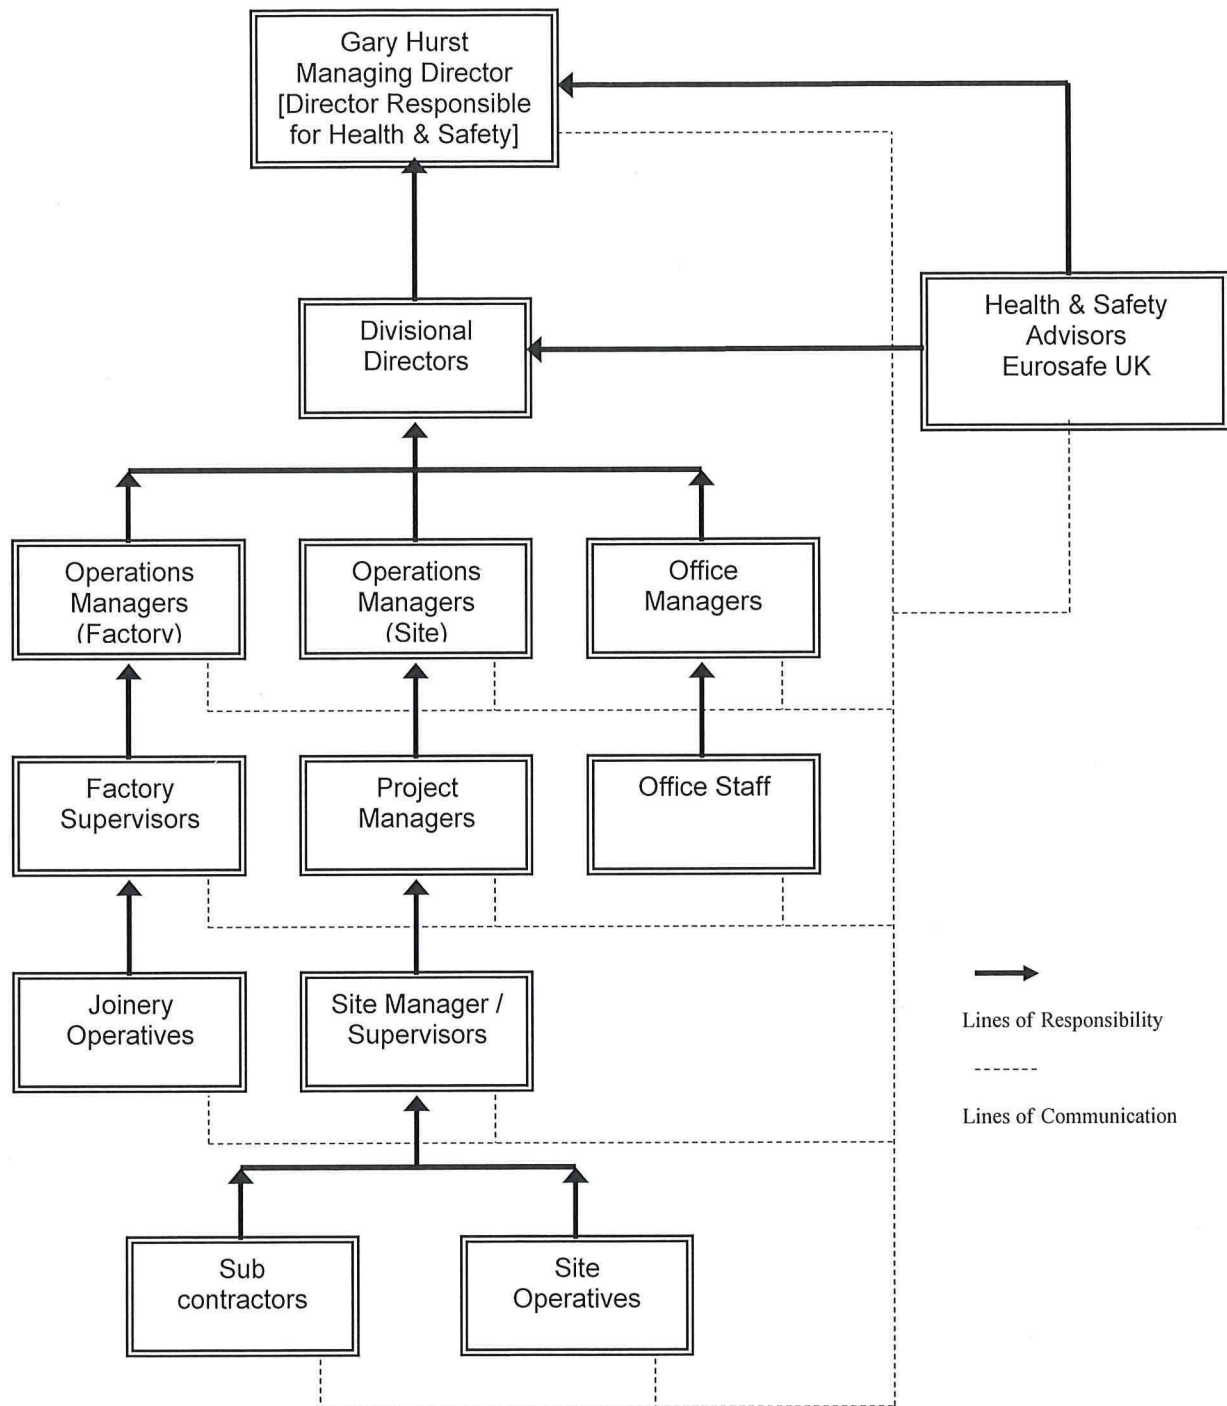 Gary Hurst
Managing Director
[Director Responsible
for Health & Safety]
Health & Safety
Advisors
Eurosafe UK
Divisional
Directors
Operations
Managers
(Factory)
Operations
Managers
(Site)
Office
Managers
Factory
Supervisors
Project
Managers
Office Staff
Joinery
Operatives
Site Manager /
Supervisors
Lines of Responsibility
Lines of Communication
Sub
contractors
Site
Operatives